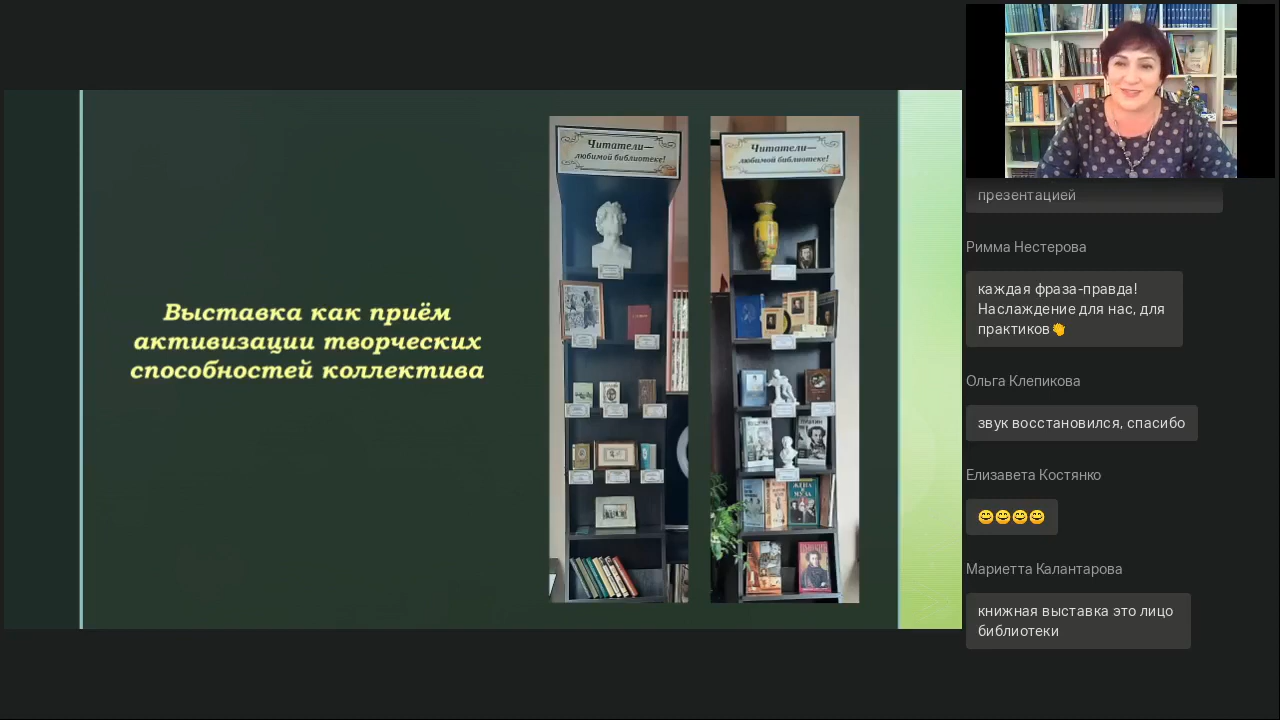 Выставка как приём
активизации творческих
способностей коллектива
Читатели—
любимой библиотеке!
Читатели—
любимой библиотеке!
презентацией
Римма Нестерова
каждая фраза-правда!
Наслаждение для нас, для
практиков👏
Ольга Клепикова
звук восстановился, спасибо
Елизавета Костянко
😊😊😊😊
Мариетта Калантарова
книжная выставка это лицо
библиотеки